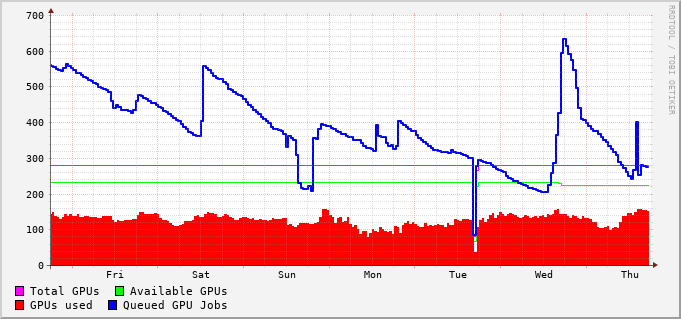 RRDTOOL / TOBI OETIKER
700
600
500
400
300
200
100
0
Fri Sat Sun Mon Tue Wed Thu
Total GPUs Available GPUs
GPUs used Queued GPU Jobs